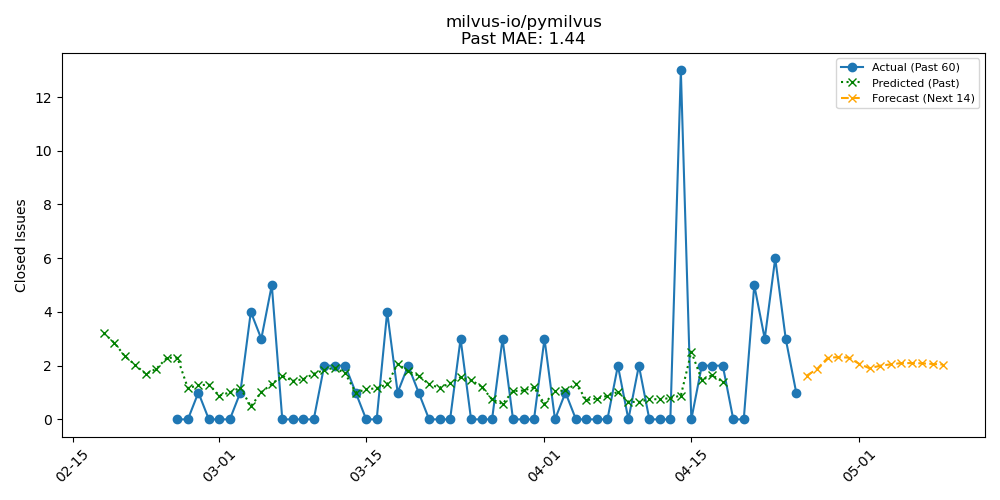 milvus-io/pymilvus
Past MAE: 1.44
Closed Issues
12
10
8
6
4
2
0
02-15
03-01
03-15
04-01
04-15
05-01
Actual (Past 60)
Predicted (Past)
Forecast (Next 14)